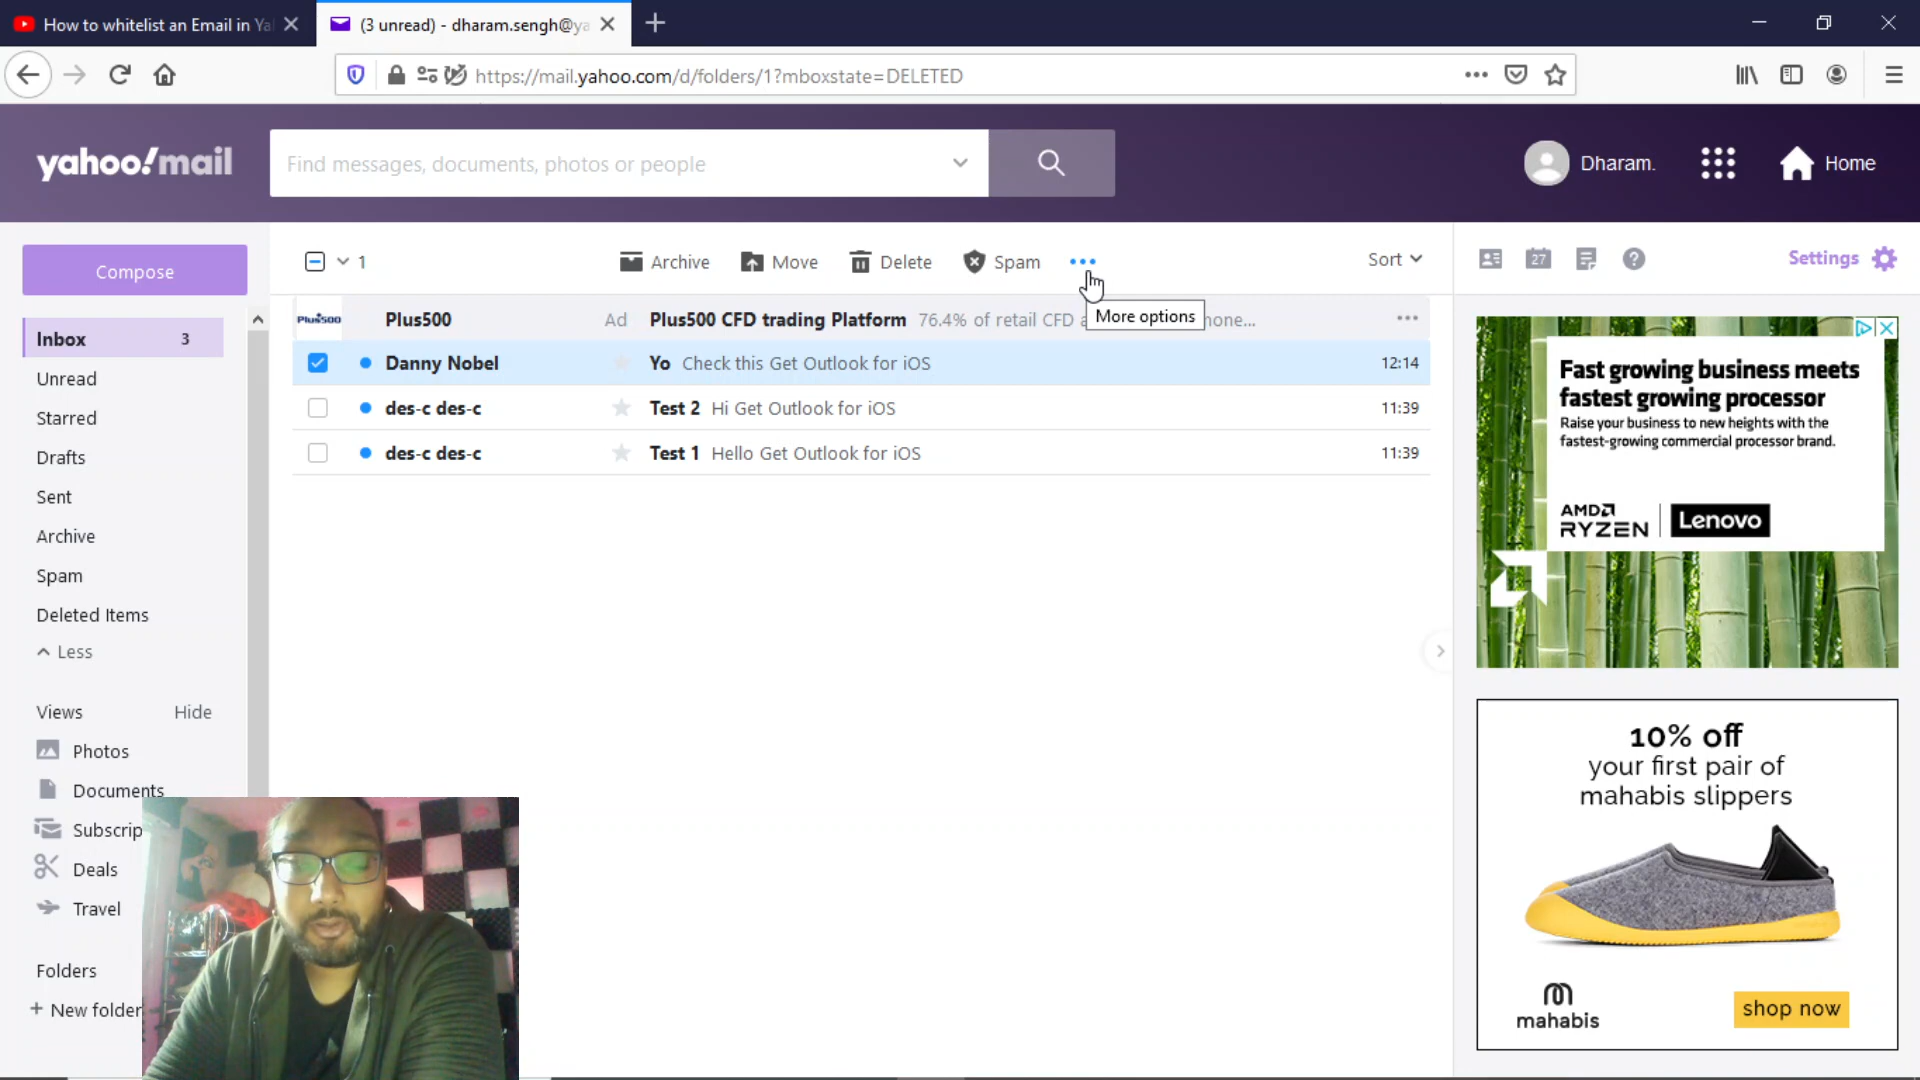 How to whitelist an Email in Ya
(3 unread) - dharam.sengh@ya
https://mail.yahoo.com/d/folders/1?mboxstate=DELETED
yahoo!mail
Find messages, documents, photos or people
Dharam.
Home
Compose
1
Archive
Move
Delete
Spam
Sort
27
Settings
More options
Inbox 3
Unread
Starred
Drafts
Sent
Archive
Spam
Deleted Items
Less
Views Hide
Photos
Documents
Subscrip
Deals
Travel
Folders
+ New folder
Plus500 Plus500 Ad Plus500 CFD trading Platform 76.4% of retail CFD a one...
Danny Nobel Yo Check this Get Outlook for iOS 12:14
des-c des-c Test 2 Hi Get Outlook for iOS 11:39
des-c des-c Test 1 Hello Get Outlook for iOS 11:39
Fast growing business meets
fastest growing processor
Raise your business to new heights with the
fastest-growing commercial processor brand.
AMD
RYZEN
Lenovo
10% off
your first pair of
mahabis slippers
mahabis
shop now